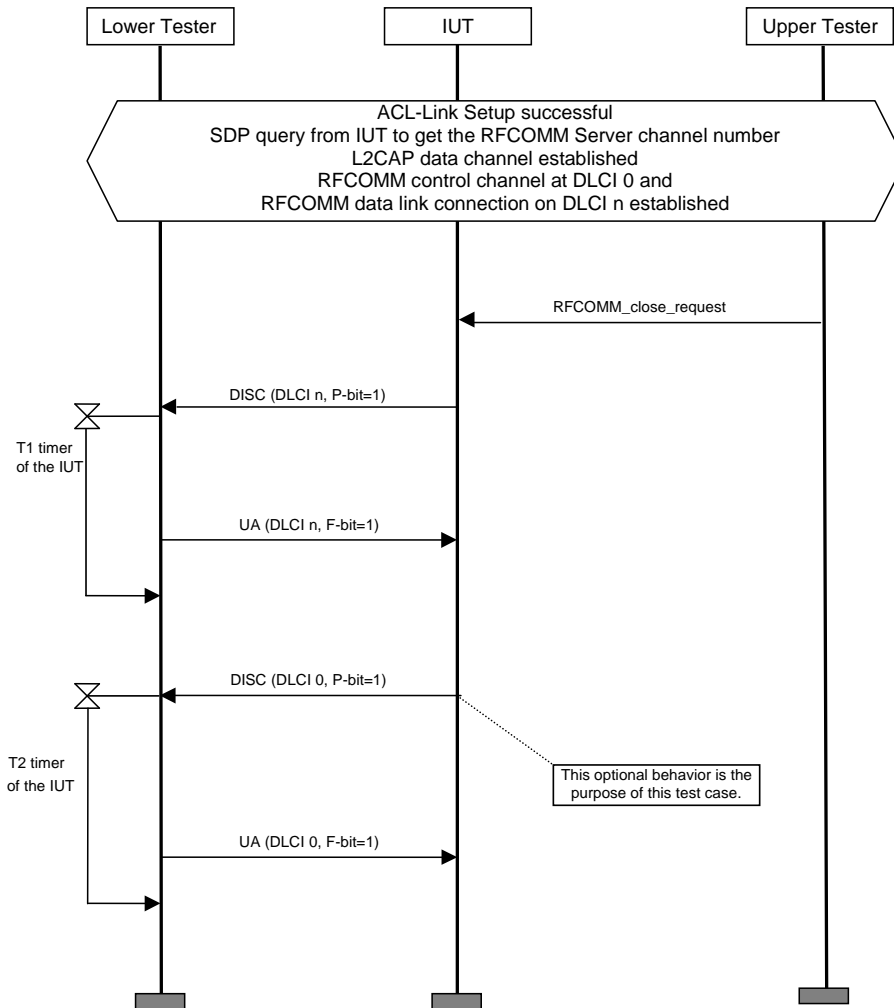 Lower Tester
IUT
Upper Tester
ACL-Link Setup successful
SDP query from IUT to get the RFCOMM Server channel number
L2CAP data channel established
RFCOMM control channel at DLCI 0 and
RFCOMM data link connection on DLCI n established
RFCOMM_close_request
DISC (DLCI n, P-bit=1)
T1 timer
of the IUT
UA (DLCI n, F-bit=1)
DISC (DLCI 0, P-bit=1)
T2 timer
of the IUT
This optional behavior is the
purpose of this test case.
UA (DLCI 0, F-bit=1)